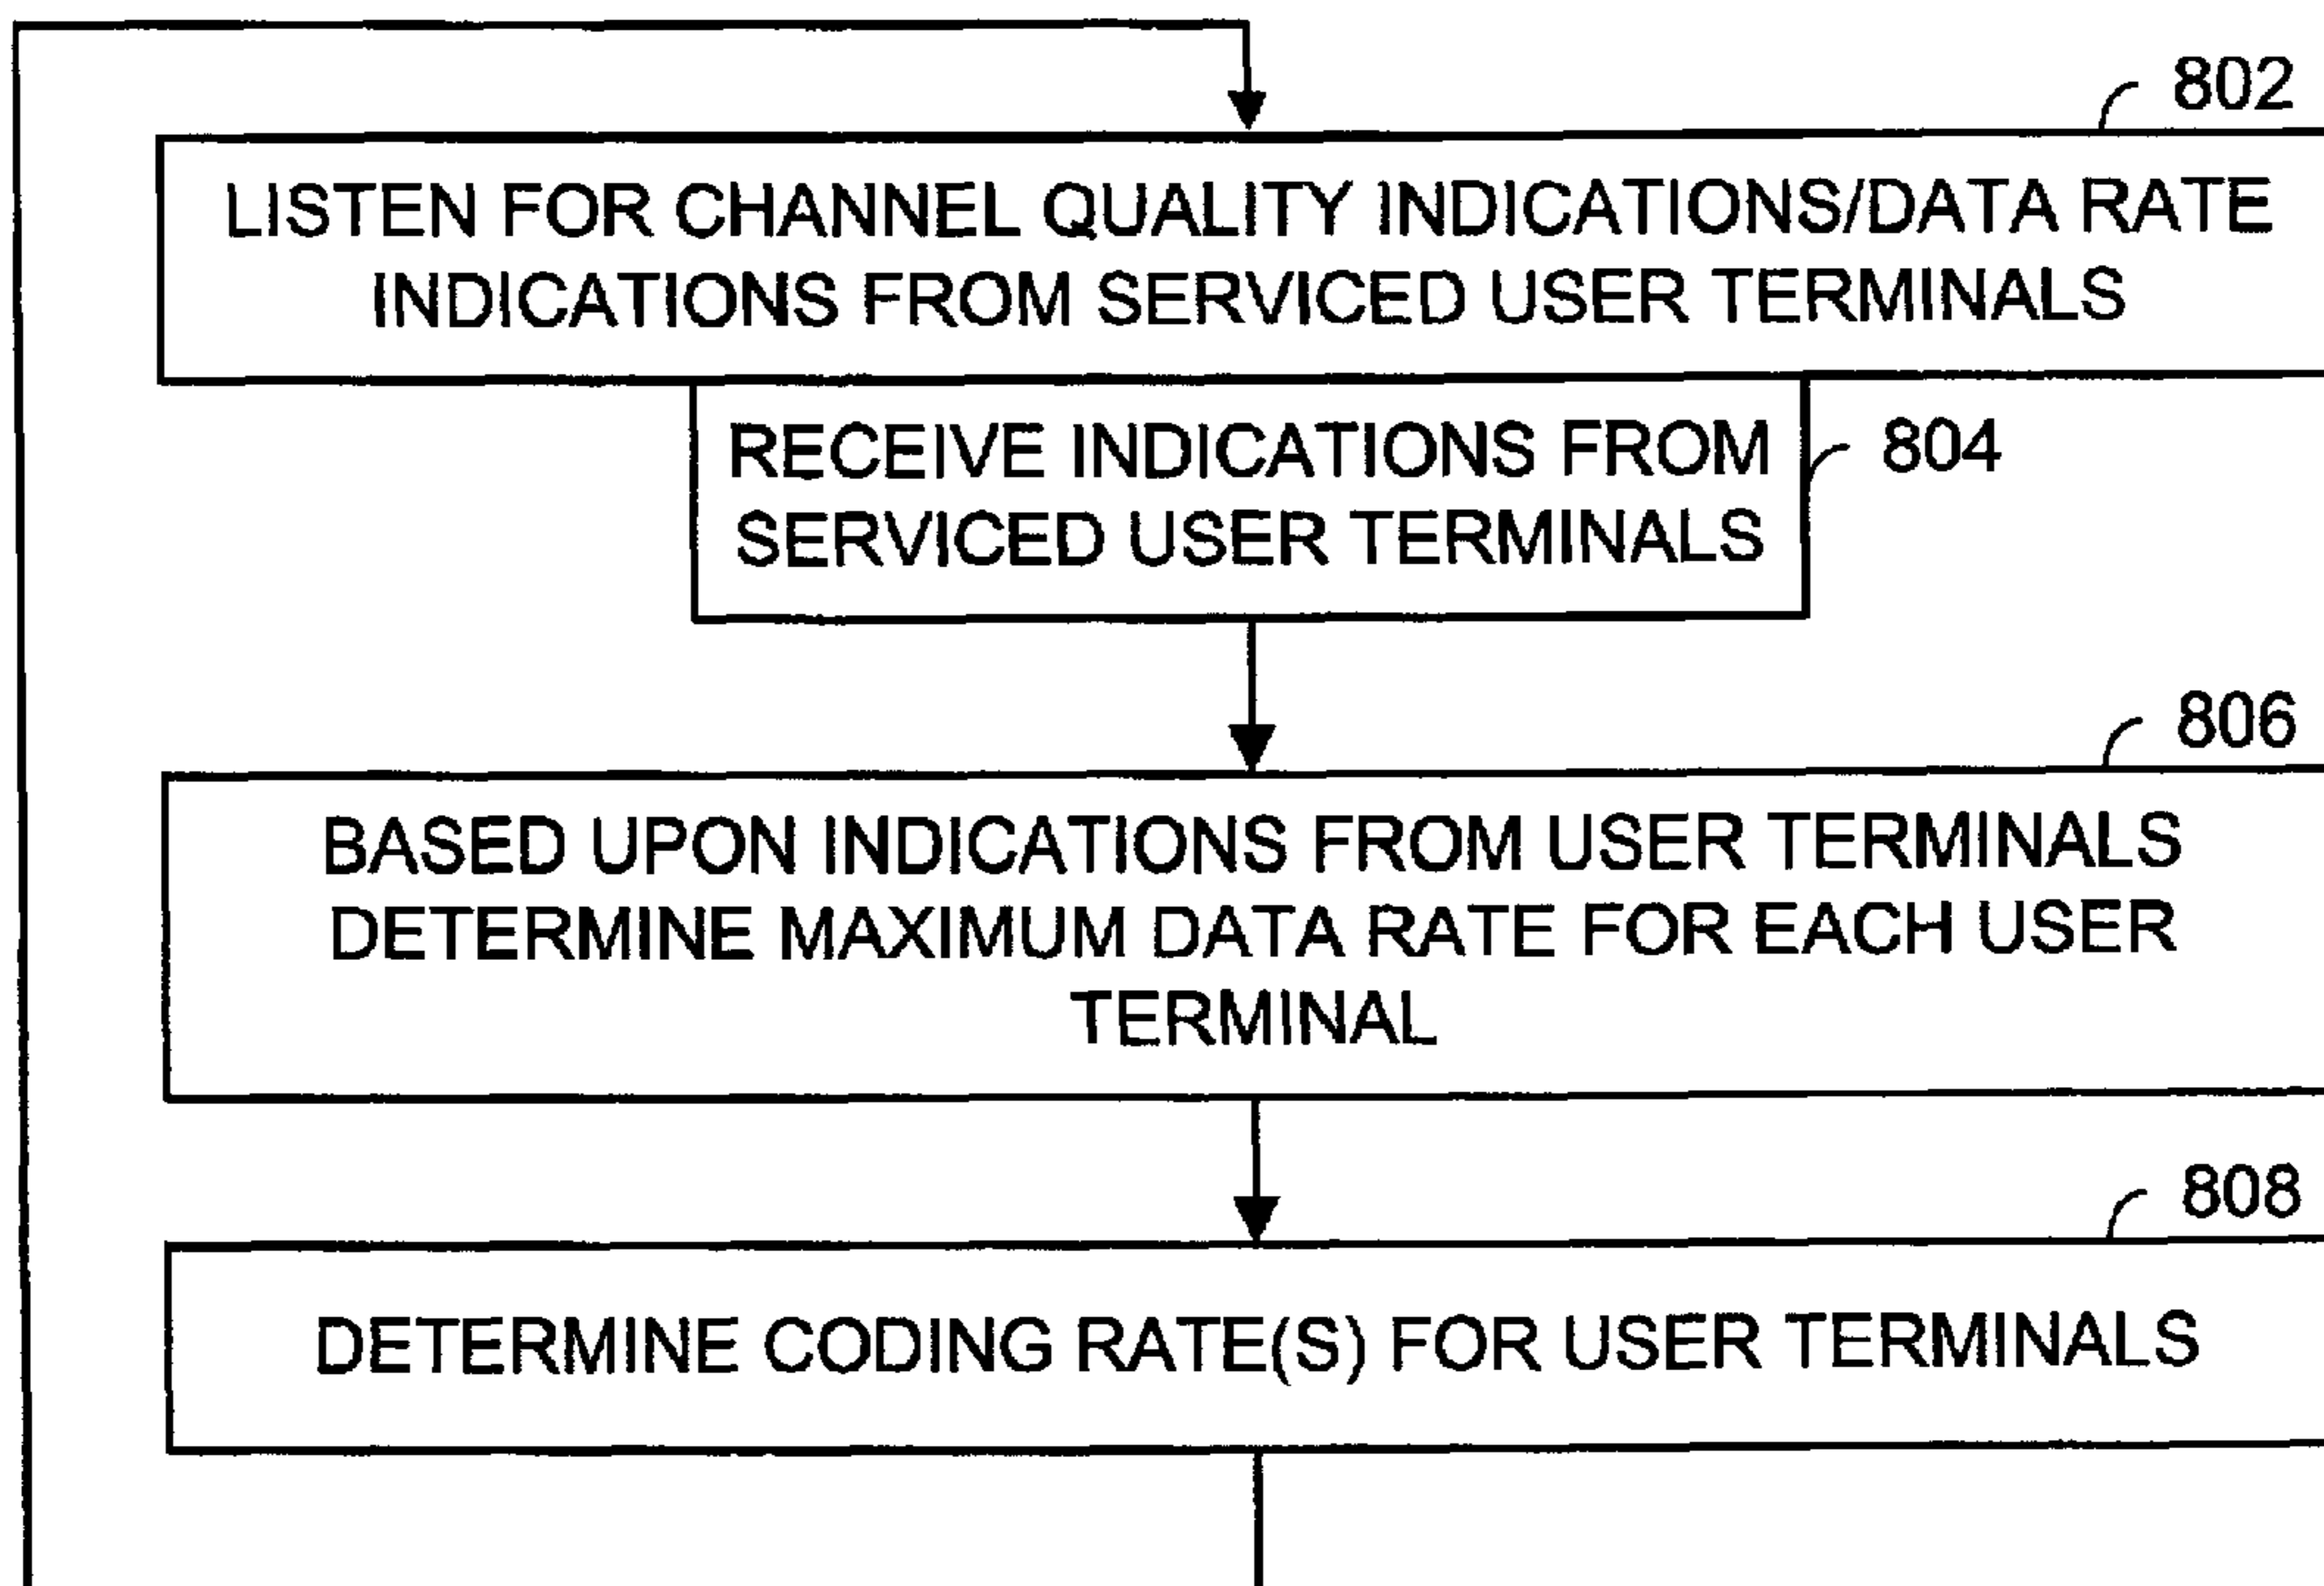 802
LISTEN FOR CHANNEL QUALITY INDICATIONS/DATA RATE
INDICATIONS FROM SERVICED USER TERMINALS
RECEIVE INDICATIONS FROM
SERVICED USER TERMINALS
804
806
BASED UPON INDICATIONS FROM USER TERMINALS
DETERMINE MAXIMUM DATA RATE FOR EACH USER
TERMINAL
808
DETERMINE CODING RATE(S) FOR USER TERMINALS